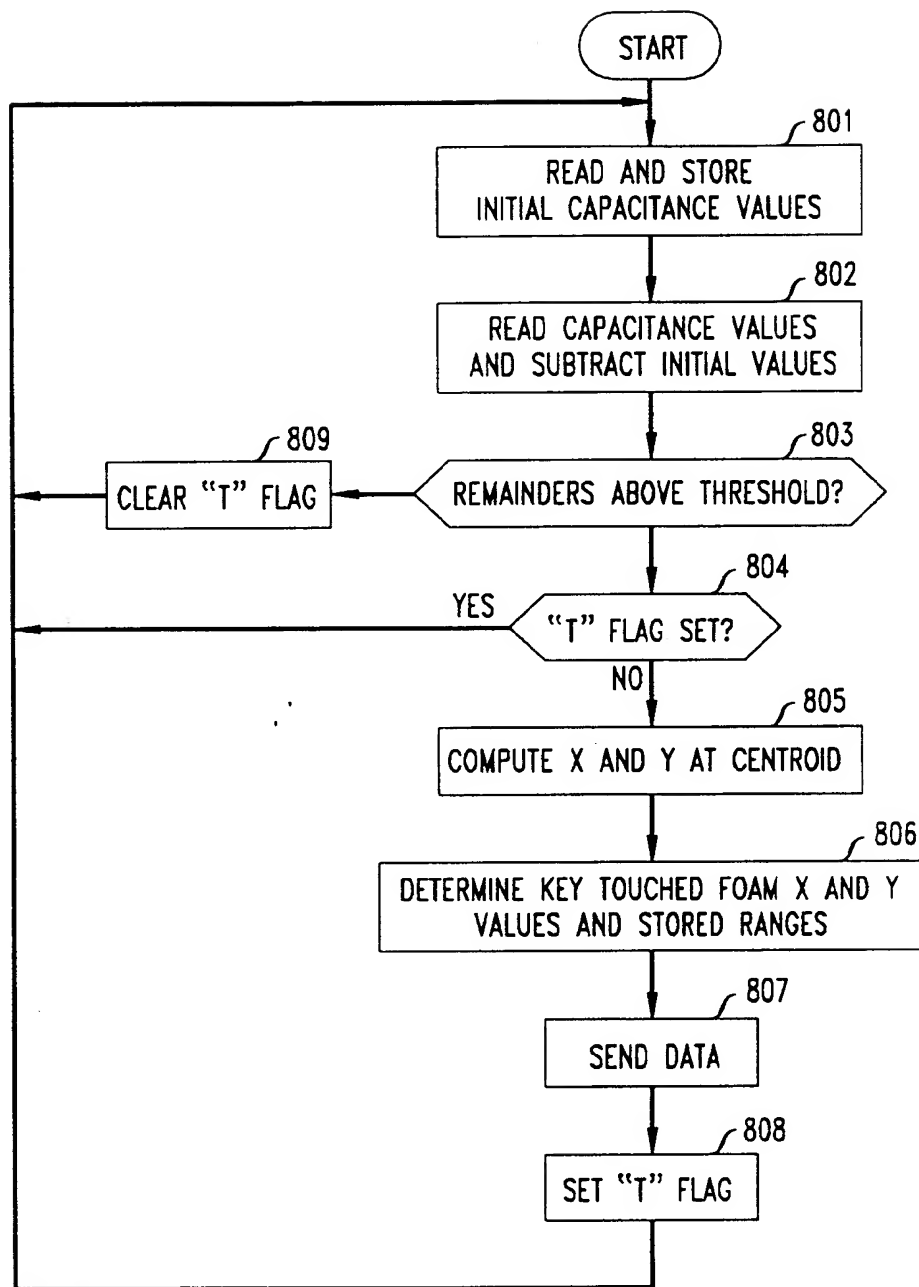 START
801
READ AND STORE
INITIAL CAPACITANCE VALUES
802
READ CAPACITANCE VALUES
AND SUBTRACT INITIAL VALUES
809
803
CLEAR “T” FLAG
REMAINDERS ABOVE THRESHOLD?
804
YES
“T” FLAG SET?
NO
805
COMPUTE X AND Y AT CENTROID
806
DETERMINE KEY TOUCHED FOAM X AND Y
VALUES AND STORED RANGES
807
SEND DATA
808
SET “T” FLAG